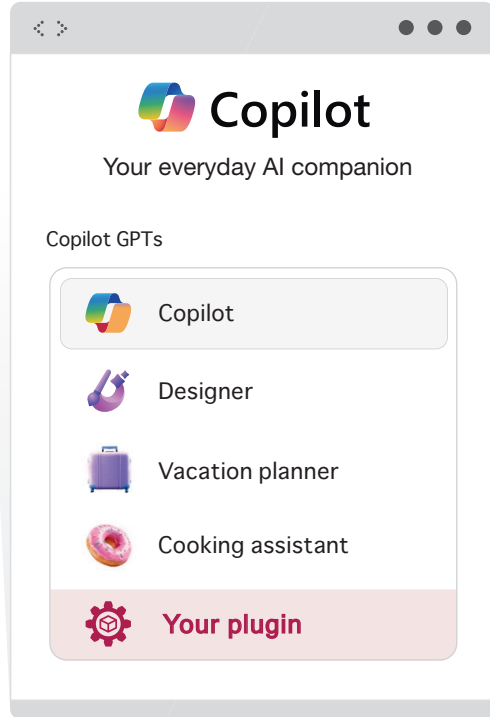 Copilot
Your everyday AI companion
Copilot GPTs
Copilot
Designer
Vacation planner
Cooking assistant
Your plugin